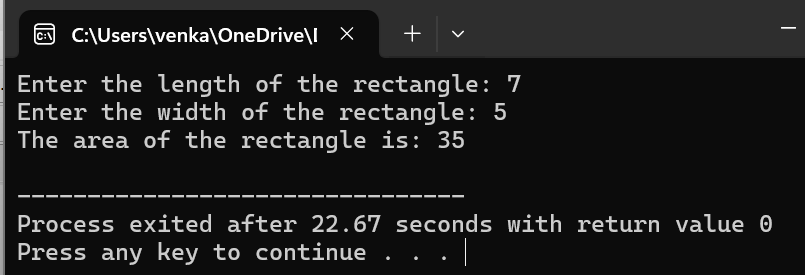 C:\Users\venka\OneDrive\I
Enter the length of the rectangle: 7
Enter the width of the rectangle: 5
The area of the rectangle is: 35
--------------------------------
Process exited after 22.67 seconds with return value 0
Press any key to continue . . .